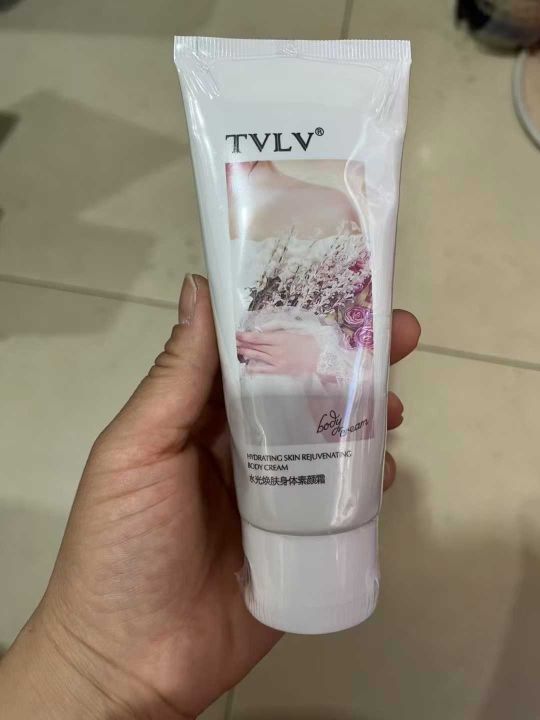 TVLV®
body
cream
HYDRATING SKIN REJUVENATING
BODY CREAM
水光焕肤身体素颜霜